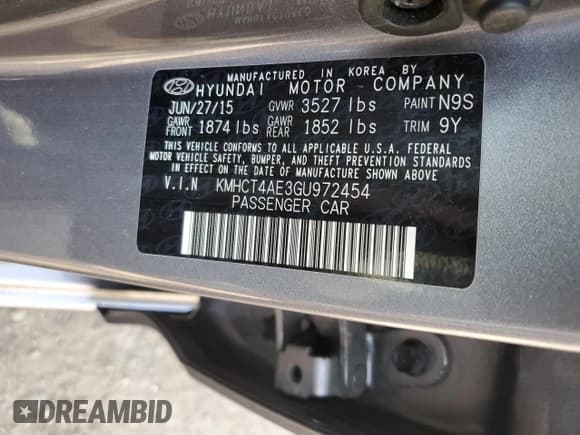 MANUFACTURED IN KOREA BY
HYUNDAI MOTOR COMPANY
JUN/27/15 GVWR 3527 lbs PAINT N9S
GAWR FRONT 1874 lbs GAWR REAR 1852 lbs TRIM 9Y
THIS VEHICLE CONFORMS TO ALL APPLICABLE U.S.A. FEDERAL
MOTOR VEHICLE SAFETY, BUMPER, AND THEFT PREVENTION STANDARDS
IN EFFECT ON THE DATE OF MANUFACTURE SHOWN ABOVE
V.I.N KMHCT4AE3GU972454
PASSENGER CAR
DREAMBID